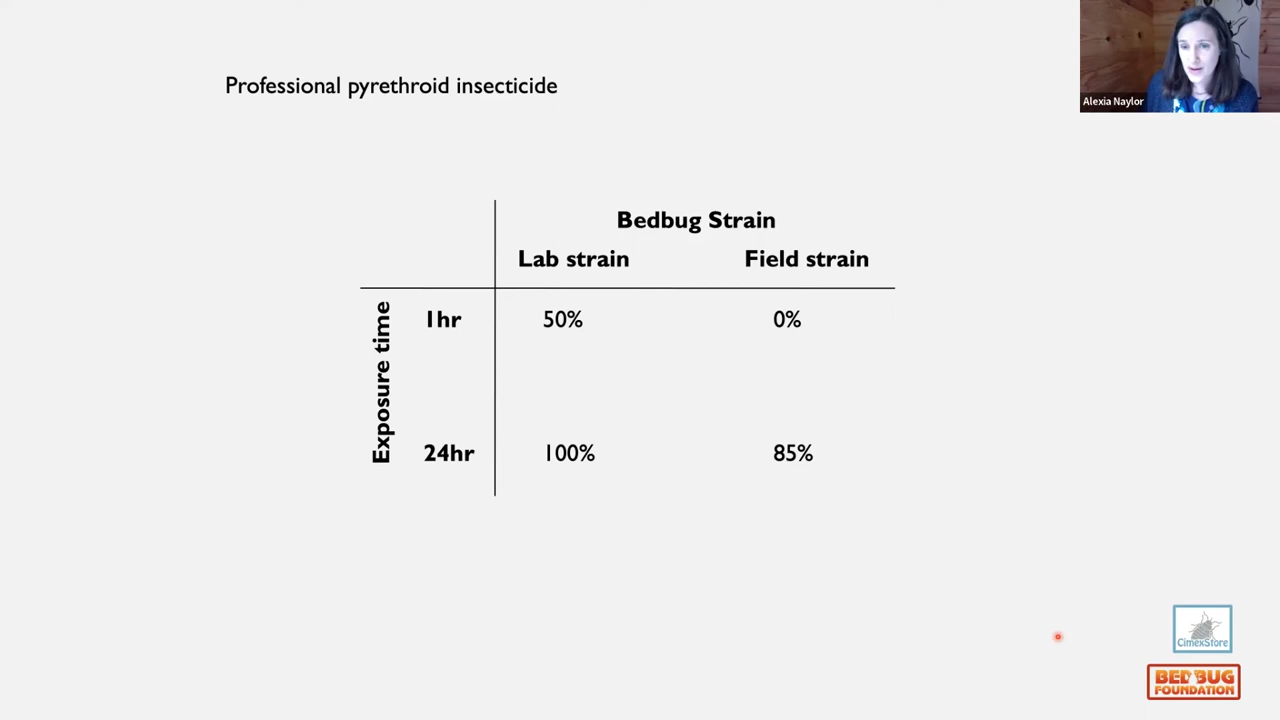 Professional pyrethroid insecticide
Alexia Naylor
Bedbug Strain
Lab strain Field strain
Exposure time
1hr 50% 0%
24hr 100% 85%
CimexStore
BED BUG
FOUNDATION